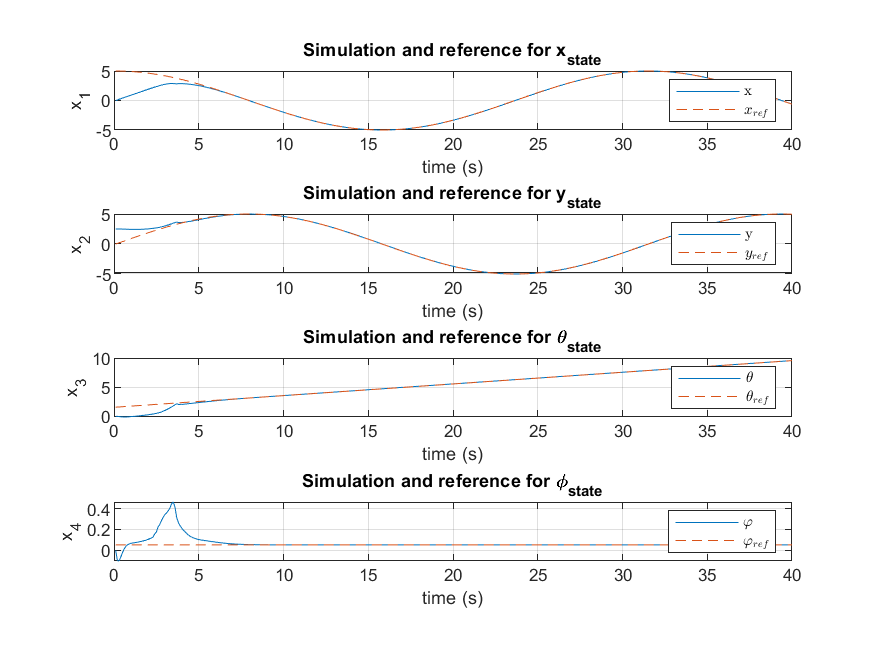 Simulation and reference for x_state
5
0
-5
x_1
x
x_ref
0 5 10 15 20 25 30 35 40
time (s)
Simulation and reference for y_state
5
0
-5
x_2
y
y_ref
0 5 10 15 20 25 30 35 40
time (s)
Simulation and reference for θ_state
10
5
0
x_3
θ
θ_ref
0 5 10 15 20 25 30 35 40
time (s)
Simulation and reference for ϕ_state
0.4
0.2
0
x_4
φ
φ_ref
0 5 10 15 20 25 30 35 40
time (s)